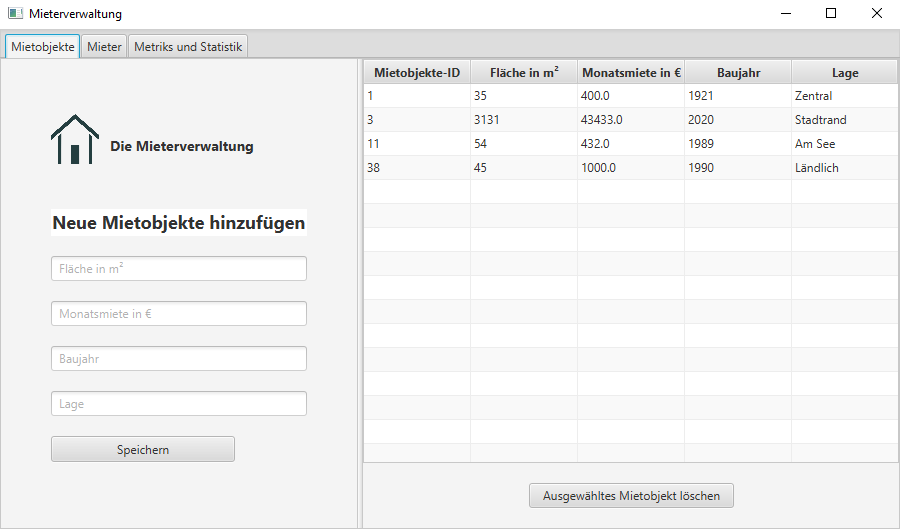 Mieterverwaltung
Mietobjekte Mieter Metriks und Statistik
Die Mieterverwaltung
Neue Mietobjekte hinzufügen
Fläche in m²
Monatsmiete in €
Baujahr
Lage
Speichern
Mietobjekte-ID Fläche in m² Monatsmiete in € Baujahr Lage
1 35 400.0 1921 Zentral
3 3131 43433.0 2020 Stadtrand
11 54 432.0 1989 Am See
38 45 1000.0 1990 Ländlich
Ausgewähltes Mietobjekt löschen